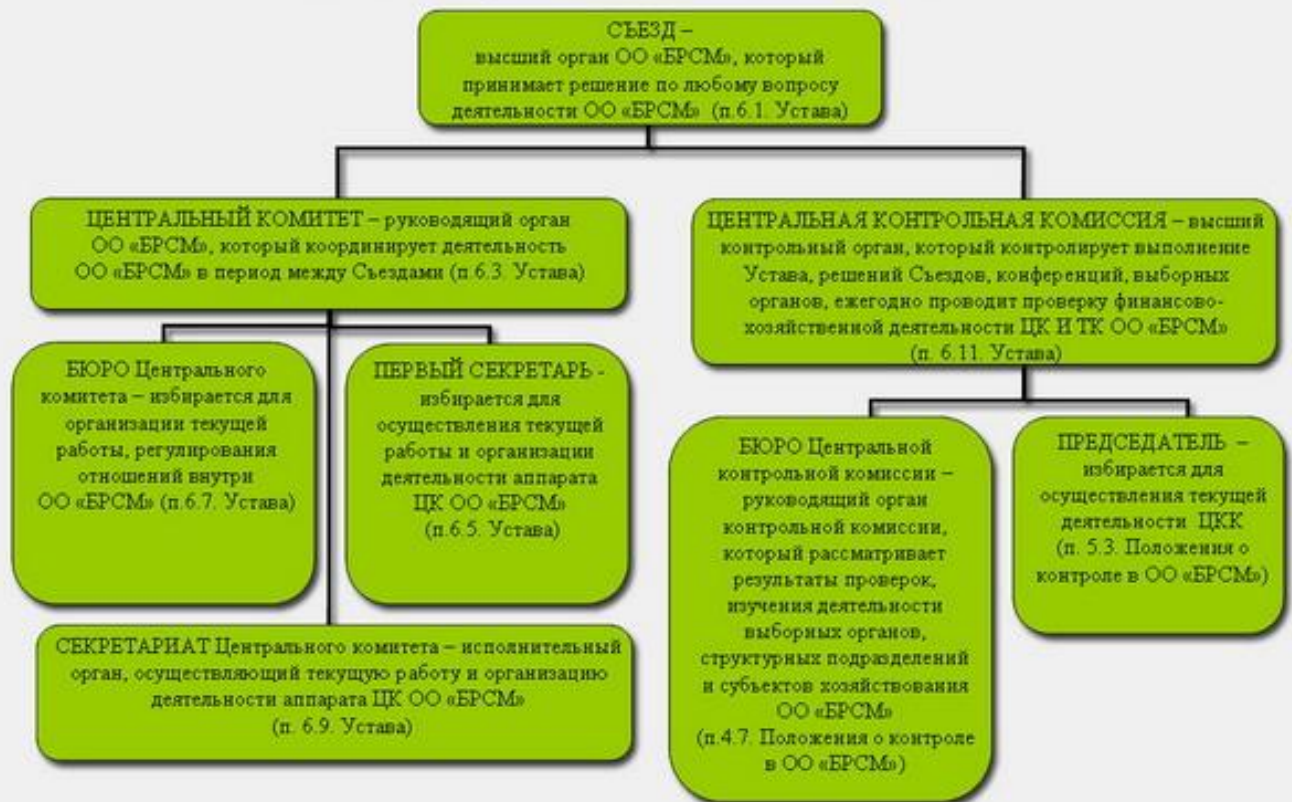 СЪЕЗД –
высший орган ОО «БРСМ», который
принимает решение по любому вопросу
деятельности ОО «БРСМ» (п.6.1. Устава)
ЦЕНТРАЛЬНЫЙ КОМИТЕТ – руководящий орган
ОО «БРСМ», который координирует деятельность
ОО «БРСМ» в период между Съездами (п.6.3. Устава)
ЦЕНТРАЛЬНАЯ КОНТРОЛЬНАЯ КОМИССИЯ – высший
контрольный орган, который контролирует выполнение
Устава, решений Съездов, конференций, выборных
органов, ежегодно проводит проверку финансово-
хозяйственной деятельности ЦК И ТК ОО «БРСМ»
(п. 6.11. Устава)
БЮРО Центрального
комитета – избирается для
организации текущей
работы, регулирования
отношений внутри
ОО «БРСМ» (п.6.7. Устава)
ПЕРВЫЙ СЕКРЕТАРЬ -
избирается для
осуществления текущей
работы и организации
деятельности аппарата
ЦК ОО «БРСМ»
(п.6.5. Устава)
СЕКРЕТАРИАТ Центрального комитета – исполнительный
орган, осуществляющий текущую работу и организацию
деятельности аппарата ЦК ОО «БРСМ»
(п. 6.9. Устава)
БЮРО Центральной
контрольной комиссии –
руководящий орган
контрольной комиссии,
который рассматривает
результаты проверок,
изучения деятельности
выборных органов,
структурных подразделений
и субъектов хозяйствования
ОО «БРСМ»
(п.4.7. Положения о контроле
в ОО «БРСМ»)
ПРЕДСЕДАТЕЛЬ –
избирается для
осуществления текущей
деятельности ЦКК
(п. 5.3. Положения о
контроле в ОО «БРСМ»)